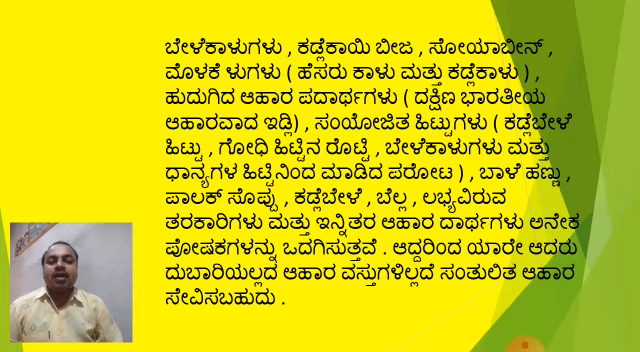 ಬೇಳೆಕಾಳುಗಳು , ಕಡ್ಲೆಕಾಯಿ ಬೀಜ , ಸೋಯಾಬೀನ್ ,
ಮೊಳಕೆ ಳುಗಳು ( ಹೆಸರು ಕಾಳು ಮತ್ತು ಕಡ್ಲೆಕಾಳು ) ,
ಹುದುಗಿದ ಆಹಾರ ಪದಾರ್ಥಗಳು ( ದಕ್ಷಿಣ ಭಾರತೀಯ
ಆಹಾರವಾದ ಇಡ್ಲಿ) , ಸಂಯೋಜಿತ ಹಿಟ್ಟುಗಳು ( ಕಡ್ಲೆಬೇಳೆ
ಹಿಟ್ಟು , ಗೋಧಿ ಹಿಟ್ಟಿನ ರೊಟ್ಟಿ , ಬೇಳೆಕಾಳುಗಳು ಮತ್ತು
ಧಾನ್ಯಗಳ ಹಿಟ್ಟಿನಿಂದ ಮಾಡಿದ ಪರೋಟ ) , ಬಾಳೆ ಹಣ್ಣು ,
ಪಾಲಕ್ ಸೊಪ್ಪು , ಕಡ್ಲೆಬೇಳೆ , ಬೆಲ್ಲ , ಲಭ್ಯವಿರುವ
ತರಕಾರಿಗಳು ಮತ್ತು ಇನ್ನಿತರ ಆಹಾರ ದಾರ್ಥಗಳು ಅನೇಕ
ಪೋಷಕಗಳನ್ನು ಒದಗಿಸುತ್ತವೆ . ಆದ್ದರಿಂದ ಯಾರೇ ಆದರು
ದುಬಾರಿಯಲ್ಲದ ಆಹಾರ ವಸ್ತುಗಳಿಲ್ಲದೆ ಸಂತುಲಿತ ಆಹಾರ
ಸೇವಿಸಬಹುದು .